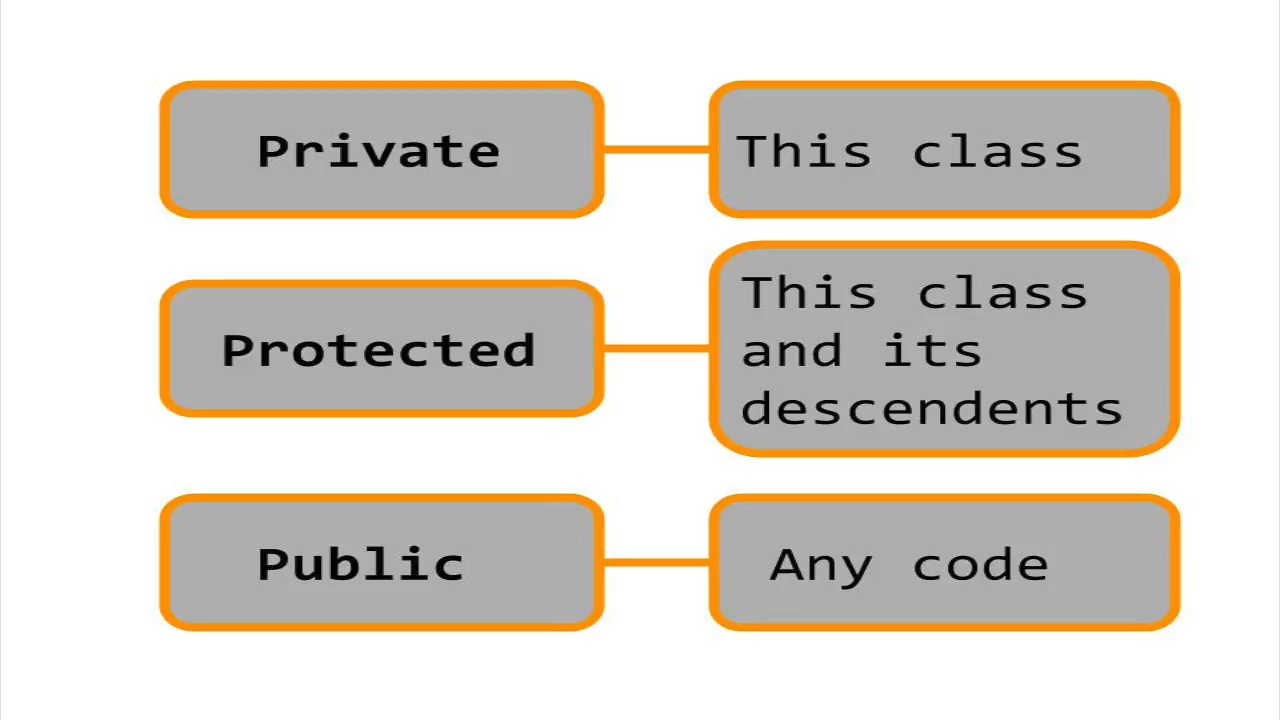 Private
This class
Protected
This class
and its
descendents
Public
Any code